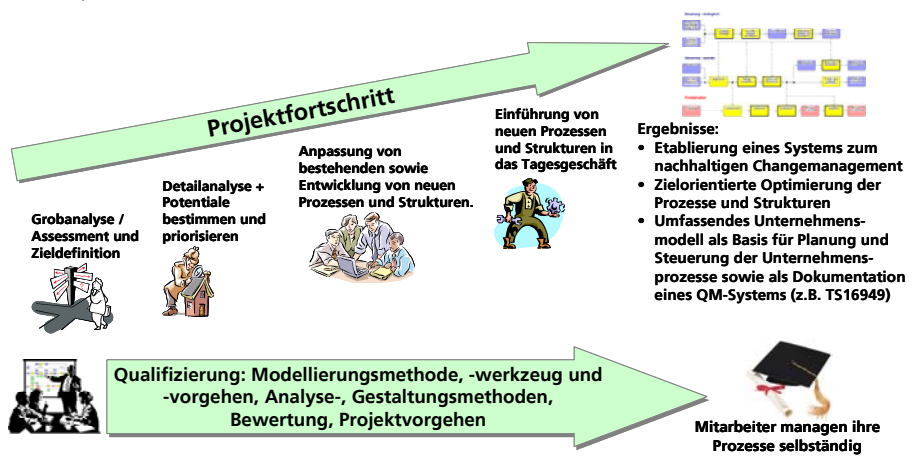 Projektfortschritt
Grobanalyse /
Assessment und
Zieldefinition
Detailanalyse +
Potentiale
bestimmen und
priorisieren
Anpassung von
bestehenden sowie
Entwicklung von neuen
Prozessen und Strukturen.
Einführung von
neuen Prozessen
und Strukturen in
das Tagesgeschäft
Ergebnisse:
• Etablierung eines Systems zum
nachhaltigen Changemanagement
• Zielorientierte Optimierung der
Prozesse und Strukturen
• Umfassendes Unternehmens-
modell als Basis für Planung und
Steuerung der Unternehmens-
prozesse sowie als Dokumentation
eines QM-Systems (z.B. TS16949)
Qualifizierung: Modellierungsmethode, -werkzeug und
-vorgehen, Analyse-, Gestaltungsmethoden,
Bewertung, Projektvorgehen
Mitarbeiter managen ihre
Prozesse selbständig